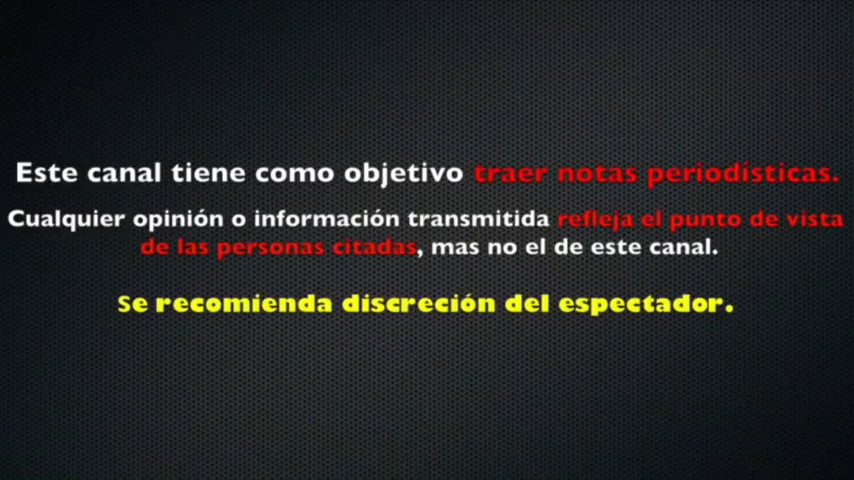 Este canal tiene como objetivo traer notas periodísticas.
Cualquier opinión o información transmitida refleja el punto de vista
de las personas citadas, mas no el de este canal.
Se recomienda discreción del espectador.